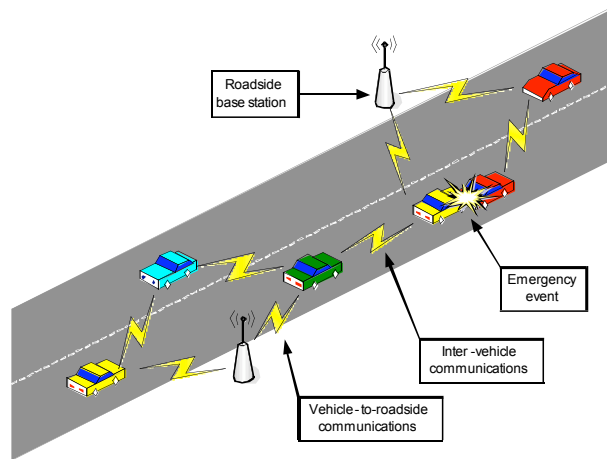 Roadside
base station
Emergency
event
Inter-vehicle
communications
Vehicle-to-roadside
communications